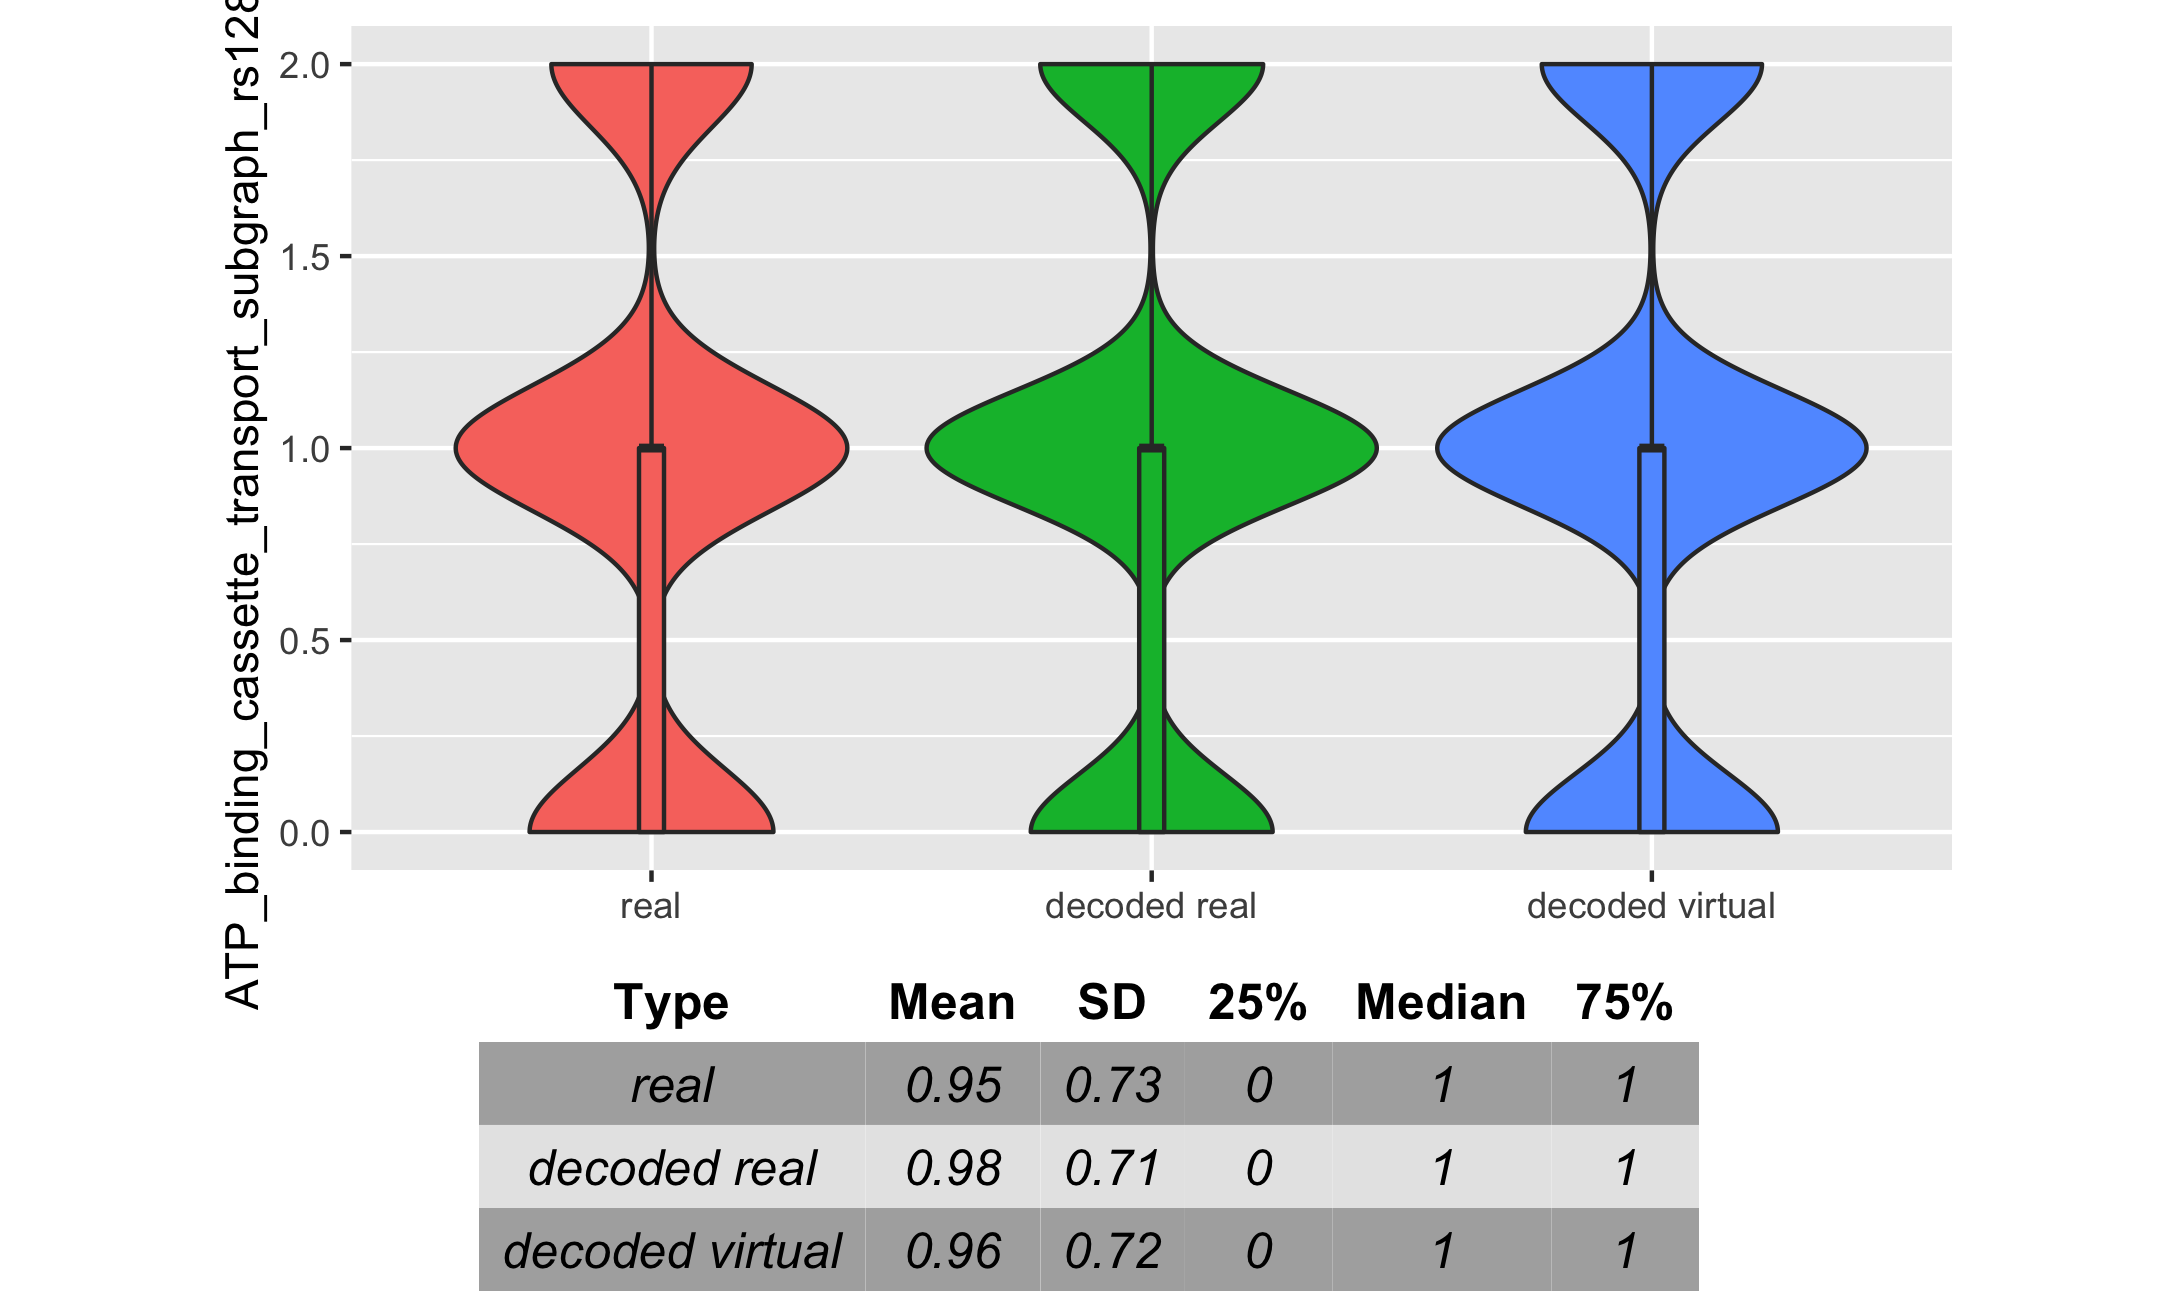 ATP_binding_cassette_transport_subgraph_rs128
2.0
1.5
1.0
0.5
0.0
real decoded real decoded virtual
Type Mean SD 25% Median 75%
real 0.95 0.73 0 1 1
decoded real 0.98 0.71 0 1 1
decoded virtual 0.96 0.72 0 1 1